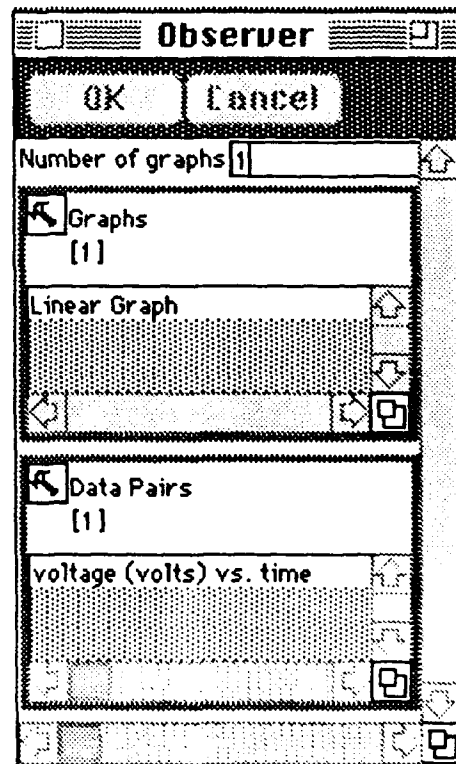 Observer
OK Cancel
Number of graphs 1
Graphs
[1]
Linear Graph
Data Pairs
[1]
voltage (volts) vs. time